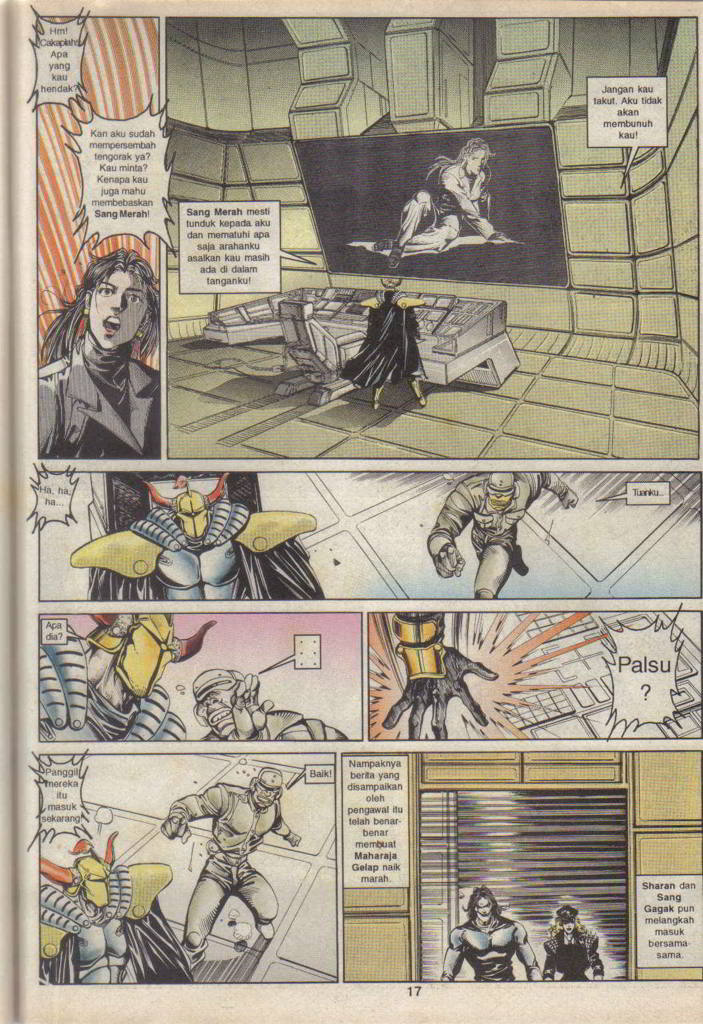 Hm!
Cakaplah!
Apa
yang
kau
hendak?
Kan aku sudah
mempersembah
tengorak ya?
Kau minta?
Kenapa kau
juga mahu
membebaskan
Sang Merah!
Jangan kau
takut. Aku tidak
akan
membunuh
kau!
Sang Merah mesti
tunduk kepada aku
dan mematuhi apa
saja arahanku
asalkan kau masih
ada di dalam
tanganku!
Ha, ha,
ha...
Tuanku...
Apa
dia?
Palsu
?
Panggil
mereka
itu
masuk
sekarang!
Baik!
Nampaknya
berita yang
disampaikan
oleh
pengawal itu
telah benar-
benar
membuat
Maharaja
Gelap naik
marah.
Sharan dan
Sang
Gagak pun
melangkah
masuk
bersama-
sama.
17